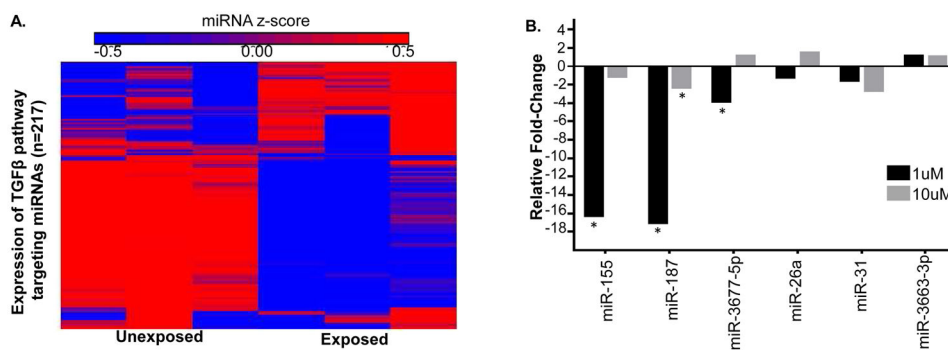 A.
miRNA z-score
-0.5 0.00 0.5
Expression of TGFβ pathway
targeting miRNAs (n=217)
Unexposed Exposed
B.
Relative Fold-Change
4
2
0
-2
-4
-6
-8
-10
-12
-14
-16
-18
* * * *
1uM
10uM
miR-155
miR-187
miR-3677-5p
miR-26a
miR-31
miR-3663-3p